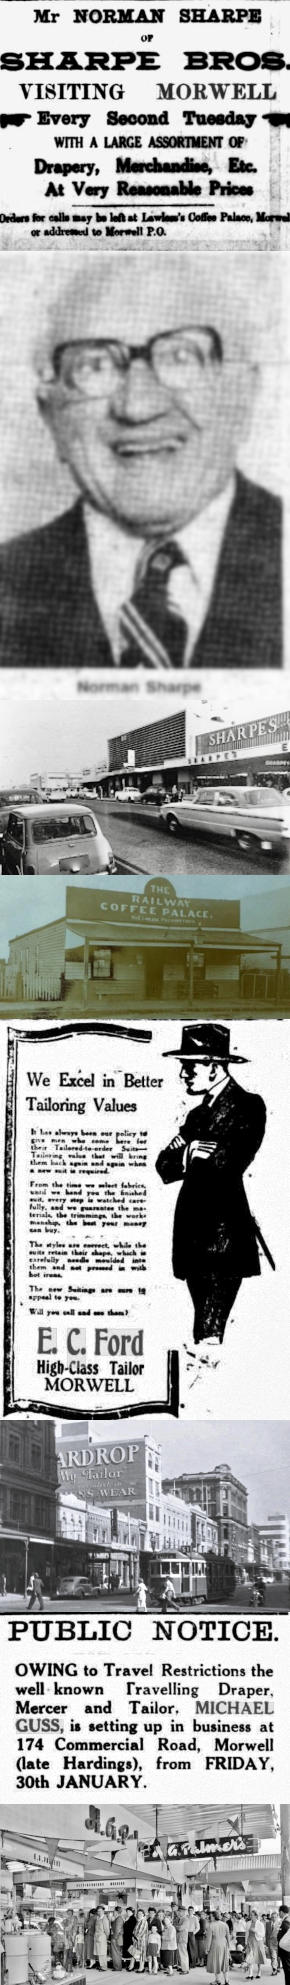 Mr NORMAN SHARPE
OF
SHARPE BROS.
VISITING MORWELL
Every Second Tuesday
WITH A LARGE ASSORTMENT OF
Drapery, Merchandise, Etc.
At Very Reasonable Prices
Orders for calls may be left at Lawless's Coffee Palace, Morwel
or addressed to Morwell P.O.
Norman Sharpe
SHARPES
SHARPES
THE
RAILWAY
COFFEE PALACE.
We Excel in Better
Tailoring Values
It has always been our policy to
give men who come here for
their Tailored-to-order Suits—
Tailoring value that will bring
them back again and again when
a new suit is required.
From the time we select fabrics,
until we hand you the finished
suit, every step is watched care-
fully, and we guarantee the ma-
terials, the trimmings, the work-
manship, the best your money
can buy.
The styles are correct, while the
suits retain their shape, which is
carefully needle moulded into
them and not pressed in with
hot irons.
The new Suitings are sure to
appeal to you.
Will you call and see them?
E. C. Ford
High-Class Tailor
MORWELL
ARDROP
My Tailor
NS WEAR
PUBLIC NOTICE.
OWING to Travel Restrictions the
well known Travelling Draper,
Mercer and Tailor, MICHAEL
GUSS, is setting up in business at
174 Commercial Road, Morwell
(late Hardings), from FRIDAY,
30th JANUARY.
H.G. Pal
H.G. Palmer's